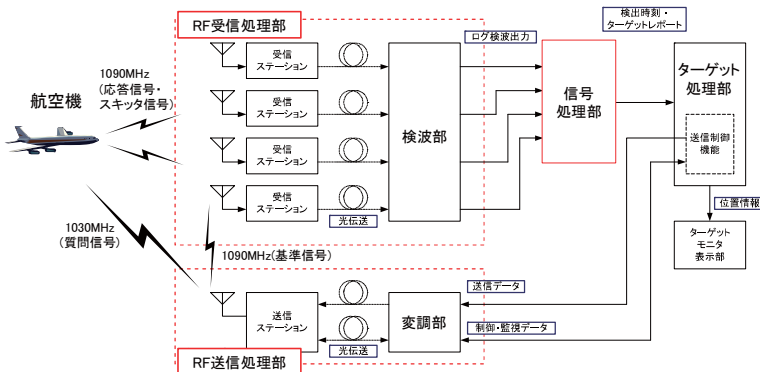 RF受信処理部
検出時刻・
ターゲットレポート
ログ検波出力
受信
ステーション
1090MHz
(応答信号・
スキッタ信号)
航空機
受信
ステーション
受信
ステーション
受信
ステーション
光伝送
検波部
信号
処理部
ターゲット
処理部
送信制御
機能
位置情報
ターゲット
モニタ
表示部
1030MHz
(質問信号)
1090MHz(基準信号)
送信データ
送信
ステーション
変調部
制御・監視データ
光伝送
RF送信処理部